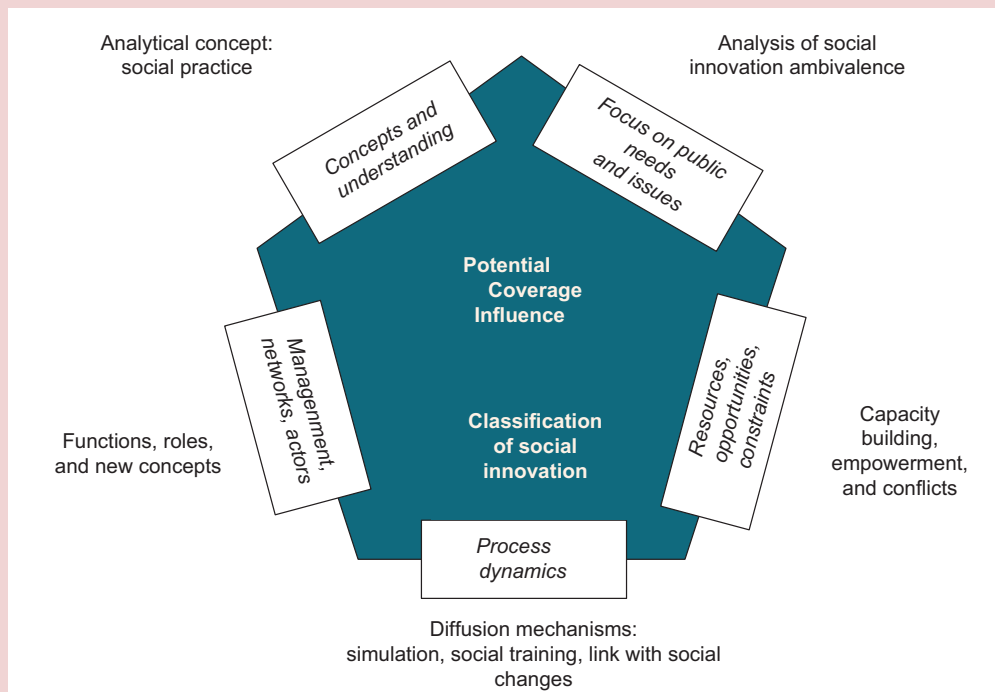 Analytical concept:
social practice
Analysis of social
innovation ambivalence
Concepts and
understanding
Focus on public
needs
and issues
Potential
Coverage
Influence
Managenment,
networks, actors
Resources,
opportunities,
constraints
Functions, roles,
and new concepts
Classification
of social
innovation
Capacity
building,
empowerment,
and conflicts
Process
dynamics
Diffusion mechanisms:
simulation, social training, link with social
changes